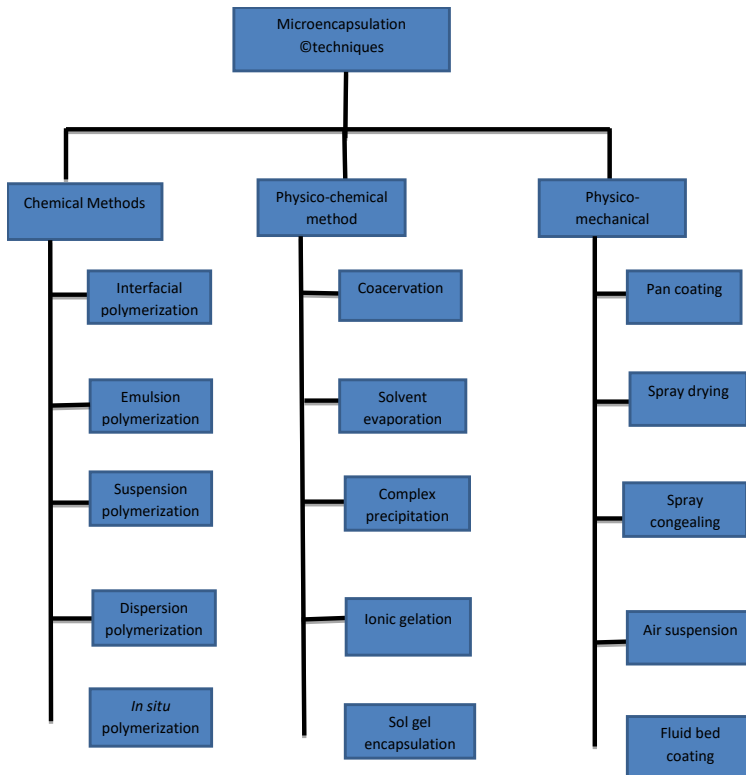 Microencapsulation
©techniques
Chemical Methods
Physico-chemical
method
Physico-
mechanical
Interfacial
polymerization
Coacervation
Pan coating
Emulsion
polymerization
Solvent
evaporation
Spray drying
Suspension
polymerization
Complex
precipitation
Spray
congealing
Dispersion
polymerization
Ionic gelation
Air suspension
In situ
polymerization
Sol gel
encapsulation
Fluid bed
coating